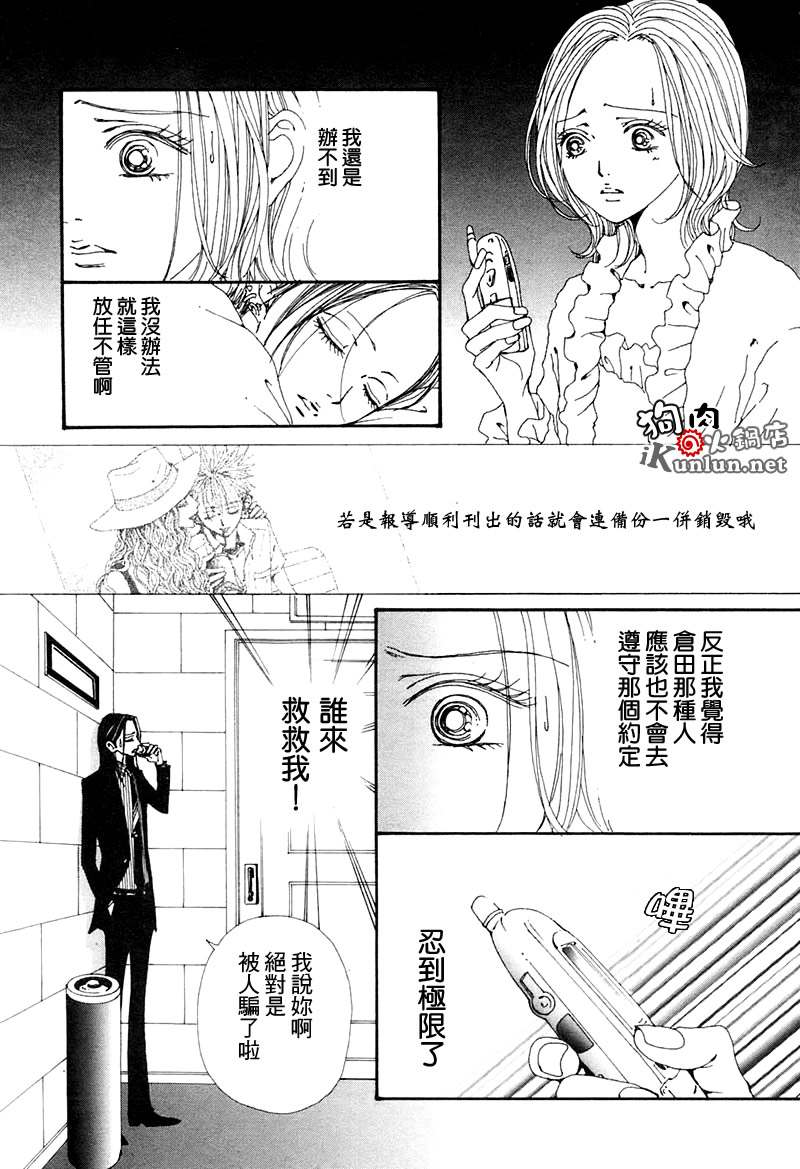 我還是
辦不到
我沒辦法
就這樣
放任不管啊
狗肉
火鍋店
iKunlun.net
若是報導順利刊出的話就會連備份一併銷毀哦
反正我覺得
倉田那種人
應該也不會去
遵守那個約定
嗶
忍到極限了
誰來
救救我！
我說妳啊
絕對是
被人騙了啦